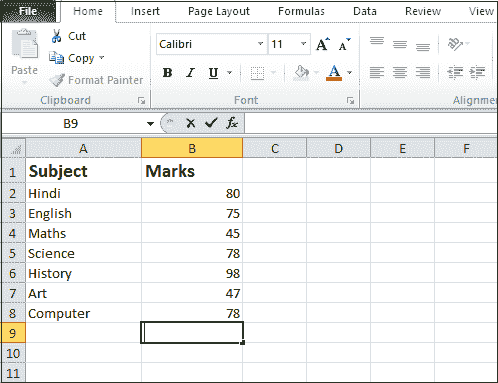 File Home Insert Page Layout Formulas Data Review View
Cut
Copy
Paste
Format Painter
Calibri 11 A A
B I U A
Clipboard Font Alignme
B9 fx
A B C D E F
1 Subject Marks
2 Hindi 80
3 English 75
4 Maths 45
5 Science 78
6 History 98
7 Art 47
8 Computer 78
9
10
11